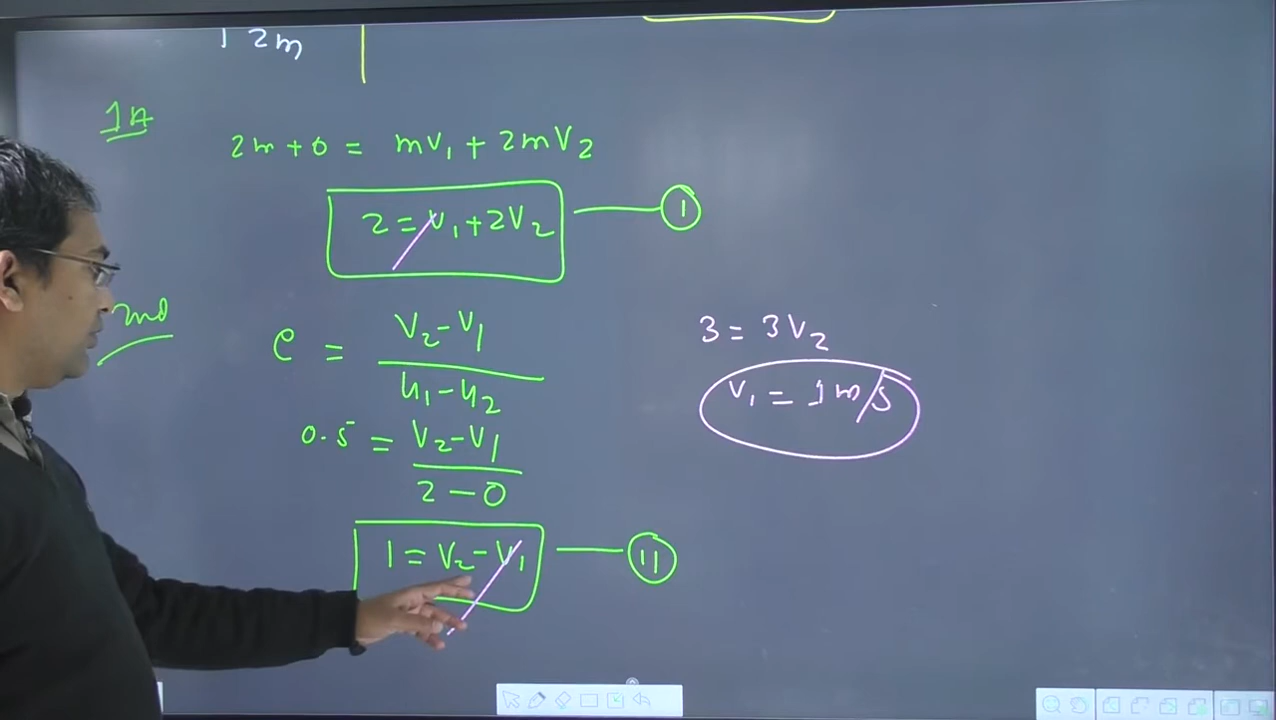 1 2m
1st
2m + 0 = mv₁ + 2mv₂
2 = v₁ + 2v₂ — ①
2nd
e = (v₂ - v₁) / (u₁ - u₂)
0.5 = (v₂ - v₁) / (2 - 0)
1 = v₂ - v₁ — ⑪
3 = 3v₂
v₁ = 1 m/s